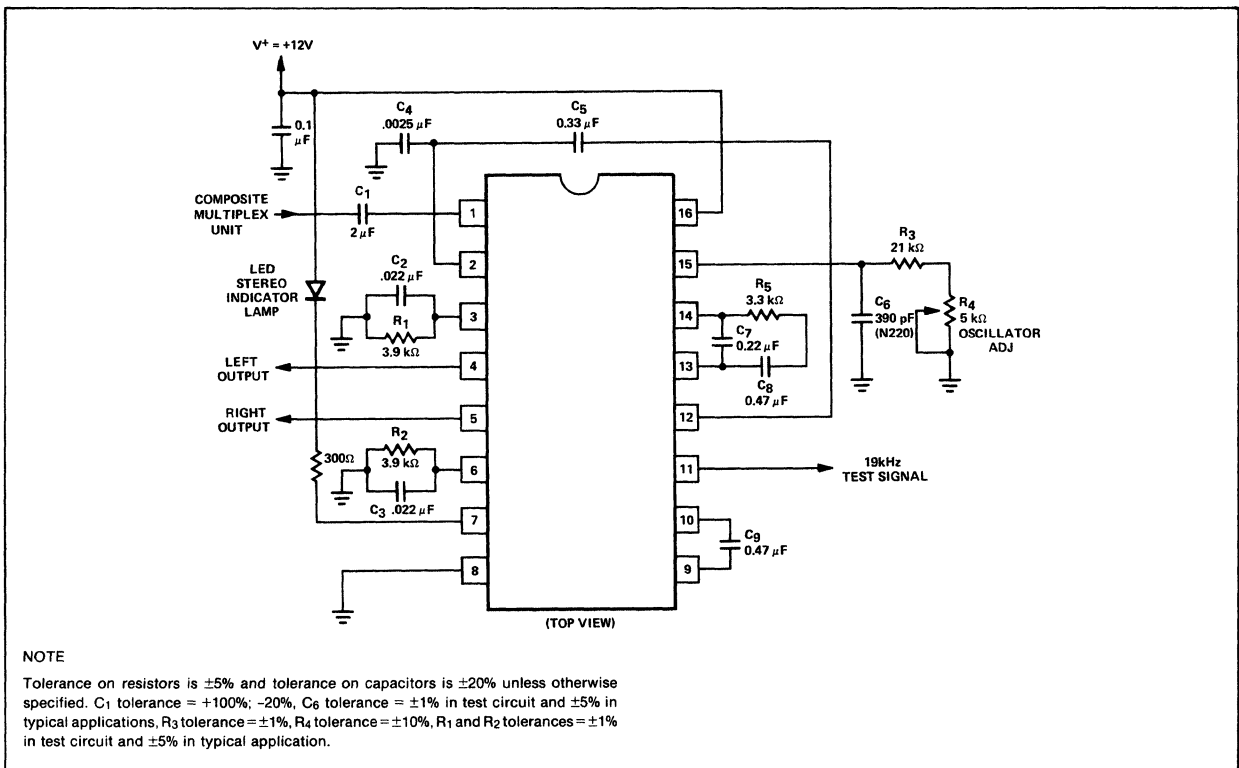 V+ = +12V
0.1
µF
C4
.0025 µF
C5
0.33 µF
COMPOSITE
MULTIPLEX
UNIT
C1
2 µF
1
16
R3
21 kΩ
LED
STEREO
INDICATOR
LAMP
C2
.022 µF
R1
3.9 kΩ
2
15
R5
3.3 kΩ
C6
390 pF
(N220)
R4
5 kΩ
OSCILLATOR
ADJ
3
14
C7
0.22 µF
LEFT
OUTPUT
4
13
C8
0.47 µF
RIGHT
OUTPUT
5
12
300Ω
R2
3.9 kΩ
C3 .022 µF
6
11
19kHz
TEST SIGNAL
7
10
C9
0.47 µF
8
9
(TOP VIEW)
NOTE
Tolerance on resistors is ±5% and tolerance on capacitors is ±20% unless otherwise
specified. C1 tolerance = +100%; -20%, C6 tolerance = ±1% in test circuit and ±5% in
typical applications, R3 tolerance = ±1%, R4 tolerance = ±10%, R1 and R2 tolerances = ±1%
in test circuit and ±5% in typical application.